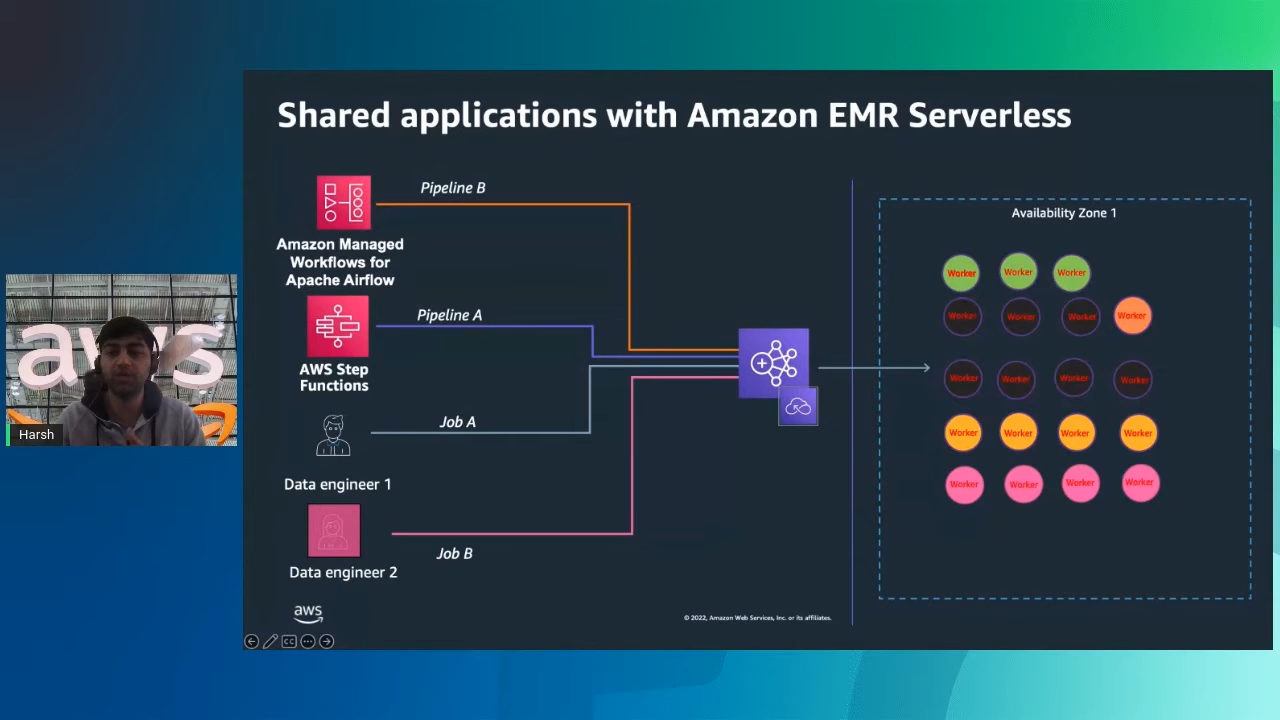 Shared applications with Amazon EMR Serverless
Pipeline B
Amazon Managed
Workflows for
Apache Airflow
Pipeline A
AWS Step
Functions
Job A
Data engineer 1
Job B
Data engineer 2
aws
© 2022, Amazon Web Services, Inc. or its affiliates.
Availability Zone 1
Worker Worker Worker
Worker Worker Worker Worker
Worker Worker Worker Worker
Worker Worker Worker Worker
Worker Worker Worker Worker
aws
Harsh
CC